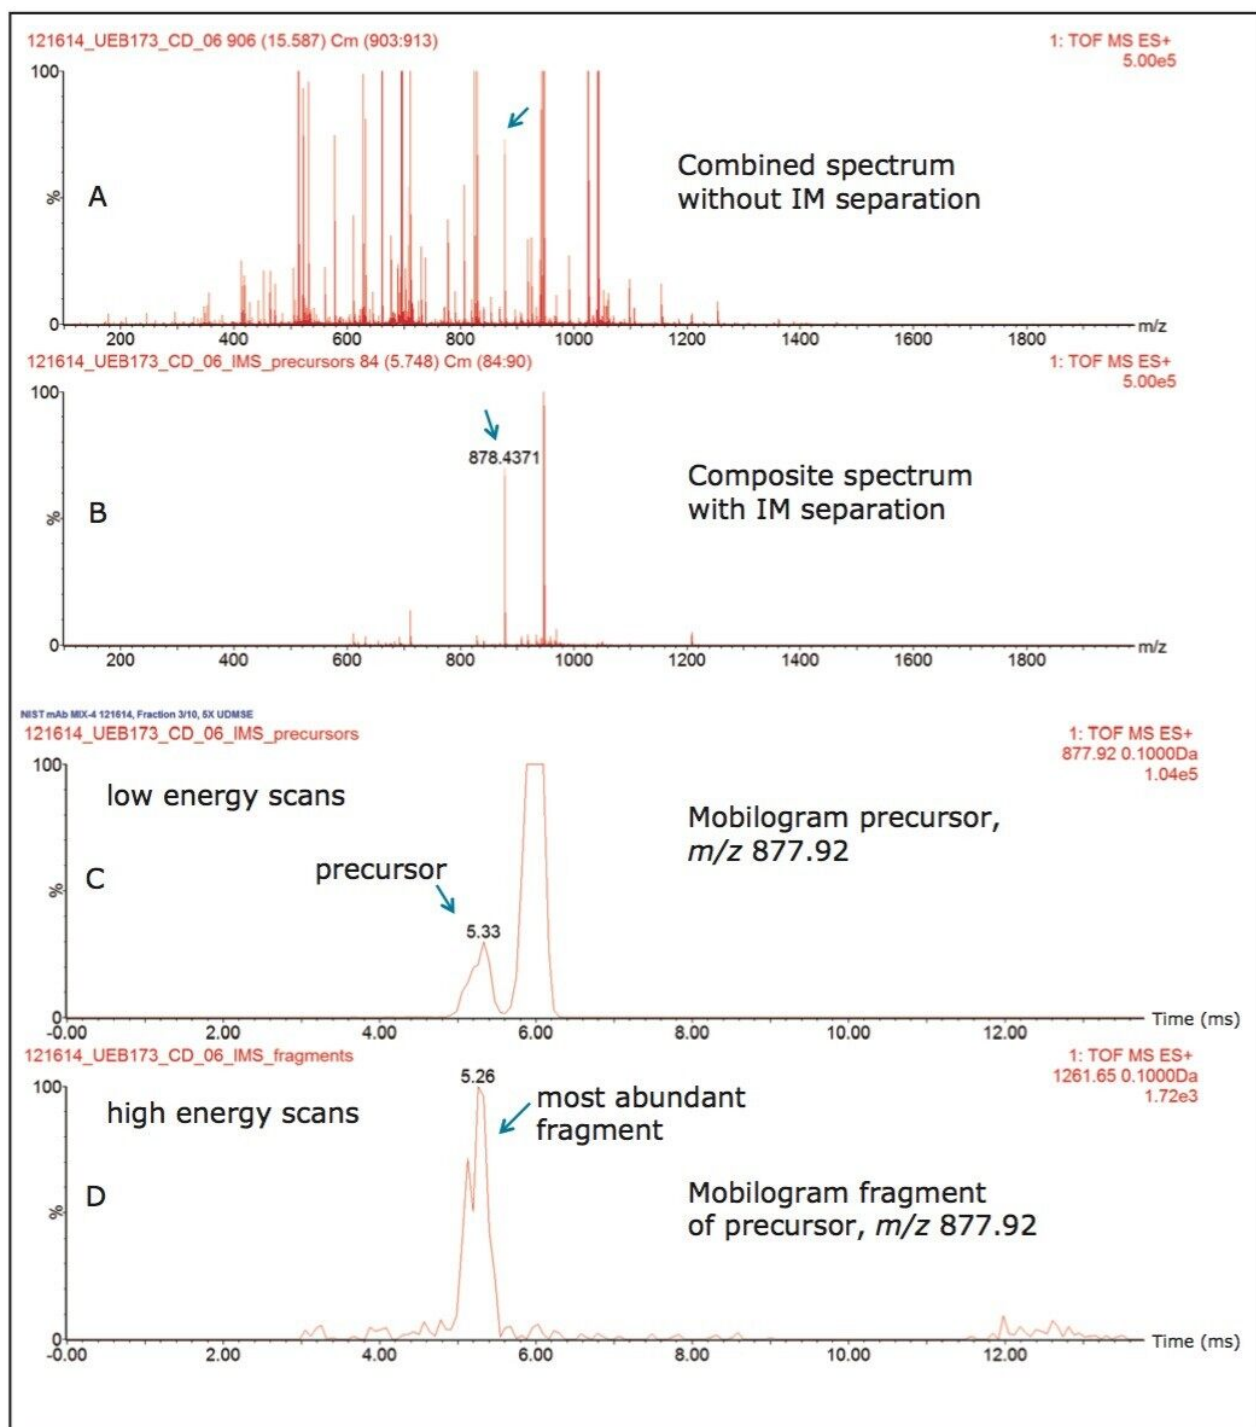 121614_UEB173_CD_06 906 (15.587) Cm (903:913)
1: TOF MS ES+
5.00e5
100
%
0
A
Combined spectrum
without IM separation
200 400 600 800 1000 1200 1400 1600 1800
m/z
121614_UEB173_CD_06_IMS_precursors 84 (5.748) Cm (84:90)
1: TOF MS ES+
5.00e5
100
%
0
B
878.4371
Composite spectrum
with IM separation
200 400 600 800 1000 1200 1400 1600 1800
m/z
NIST mAb MIX-4 121614, Fraction 3/10, 5X UDMSE
121614_UEB173_CD_06_IMS_precursors
1: TOF MS ES+
877.92 0.1000Da
1.04e5
100
%
0
low energy scans
Mobilogram precursor,
m/z 877.92
precursor
C
5.33
-0.00 2.00 4.00 6.00 8.00 10.00 12.00
Time (ms)
121614_UEB173_CD_06_IMS_fragments
1: TOF MS ES+
1261.65 0.1000Da
1.72e3
100
%
0
5.26
high energy scans
most abundant
fragment
D
Mobilogram fragment
of precursor, m/z 877.92
-0.00 2.00 4.00 6.00 8.00 10.00 12.00
Time (ms)